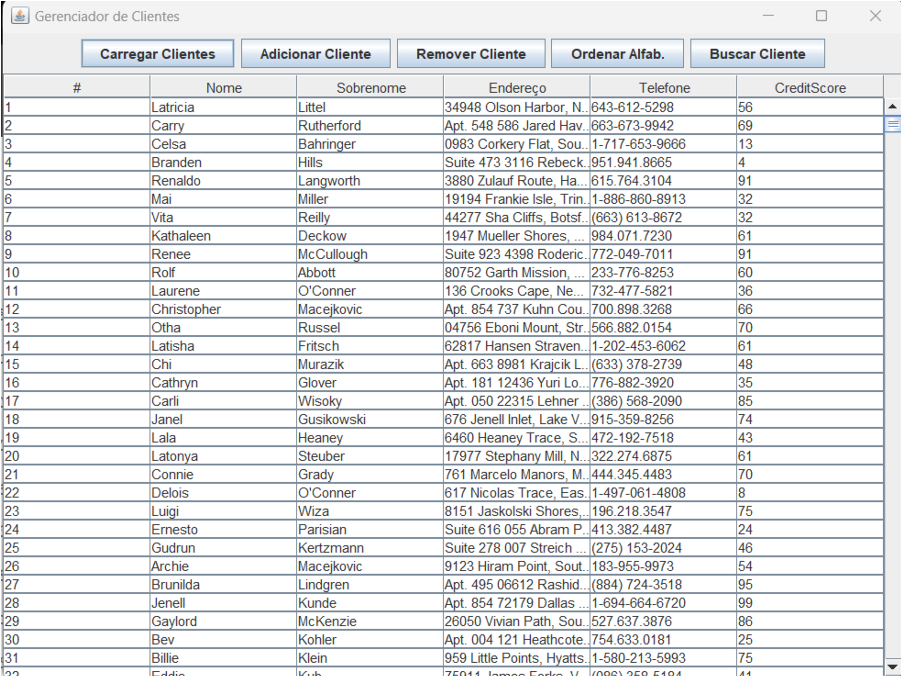 Gerenciador de Clientes
Carregar Clientes Adicionar Cliente Remover Cliente Ordenar Alfab. Buscar Cliente
# Nome Sobrenome Endereço Telefone CreditScore
1 Latricia Littel 34948 Olson Harbor, N... 643-612-5298 56
2 Carry Rutherford Apt. 548 586 Jared Hav... 663-673-9942 69
3 Celsa Bahringer 0983 Corkery Flat, Sou... 1-717-653-9666 13
4 Branden Hills Suite 473 3116 Rebeck... 951.941.8665 4
5 Renaldo Langworth 3880 Zulauf Route, Ha... 615.764.3104 91
6 Mai Miller 19194 Frankie Isle, Trin... 1-886-860-8913 32
7 Vita Reilly 44277 Sha Cliffs, Botsf... (663) 613-8672 32
8 Kathaleen Deckow 1947 Mueller Shores, ... 984.071.7230 61
9 Renee McCullough Suite 923 4398 Roderic... 772-049-7011 91
10 Rolf Abbott 80752 Garth Mission, ... 233-776-8253 60
11 Laurene O'Conner 136 Crooks Cape, Ne... 732-477-5821 36
12 Christopher Macejkovic Apt. 854 737 Kuhn Cou... 700.898.3268 66
13 Otha Russel 04756 Eboni Mount, Str... 566.882.0154 70
14 Latisha Fritsch 62817 Hansen Straven... 1-202-453-6062 61
15 Chi Murazik Apt. 663 8981 Krajcik L... (633) 378-2739 48
16 Cathryn Glover Apt. 181 12436 Yuri Lo... 776-882-3920 35
17 Carli Wisoky Apt. 050 22315 Lehner ... (386) 568-2090 85
18 Janel Gusikowski 676 Jenell Inlet, Lake V... 915-359-8256 74
19 Lala Heaney 6460 Heaney Trace, S... 472-192-7518 43
20 Latonya Steuber 17977 Stephany Mill, N... 322.274.6875 61
21 Connie Grady 761 Marcelo Manors, M... 444.345.4483 70
22 Delois O'Conner 617 Nicolas Trace, Eas... 1-497-061-4808 8
23 Luigi Wiza 8151 Jaskolski Shores,... 196.218.3547 75
24 Ernesto Parisian Suite 616 055 Abram P... 413.382.4487 24
25 Gudrun Kertzmann Suite 278 007 Streich ... (275) 153-2024 46
26 Archie Macejkovic 9123 Hiram Point, Sout... 183-955-9973 54
27 Brunilda Lindgren Apt. 495 06612 Rashid... (884) 724-3518 95
28 Jenell Kunde Apt. 854 72179 Dallas ... 1-694-664-6720 99
29 Gaylord McKenzie 26050 Vivian Path, Sou... 527.637.3876 86
30 Bev Kohler Apt. 004 121 Heathcote... 754.633.0181 25
31 Billie Klein 959 Little Points, Hyatts... 1-580-213-5993 75